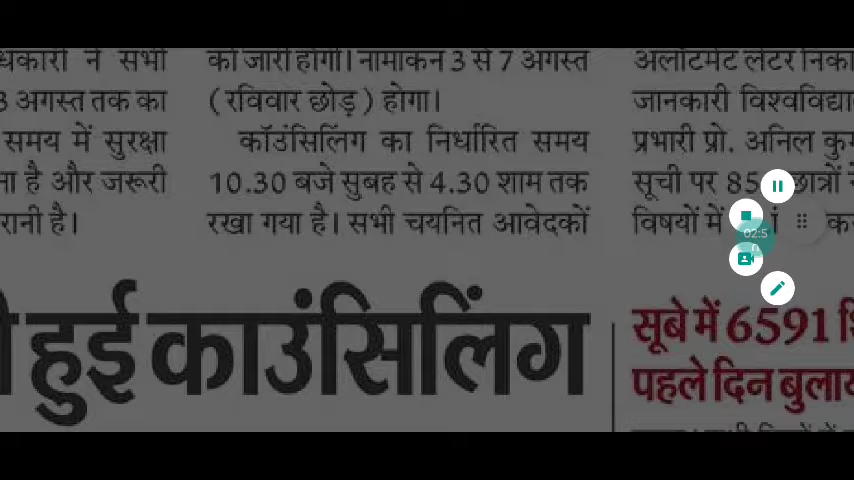 धकारी ने सभी
3 अगस्त तक का
समय में सुरक्षा
ना है और जरूरी
रानी है।
को जारी होगी। नामांकन 3 से 7 अगस्त
(रविवार छोड़) होगा।
कॉउंसिलिंग का निर्धारित समय
10.30 बजे सुबह से 4.30 शाम तक
रखा गया है। सभी चयनित आवेदकों
अलॉटमेंट लेटर निका
जानकारी विश्वविद्या
प्रभारी प्रो. अनिल कुम
सूची पर 85 छात्रों
विषयों में
हुई काउंसिलिंग
सूबे में 6591
पहले दिन बुलाय
02:5
0